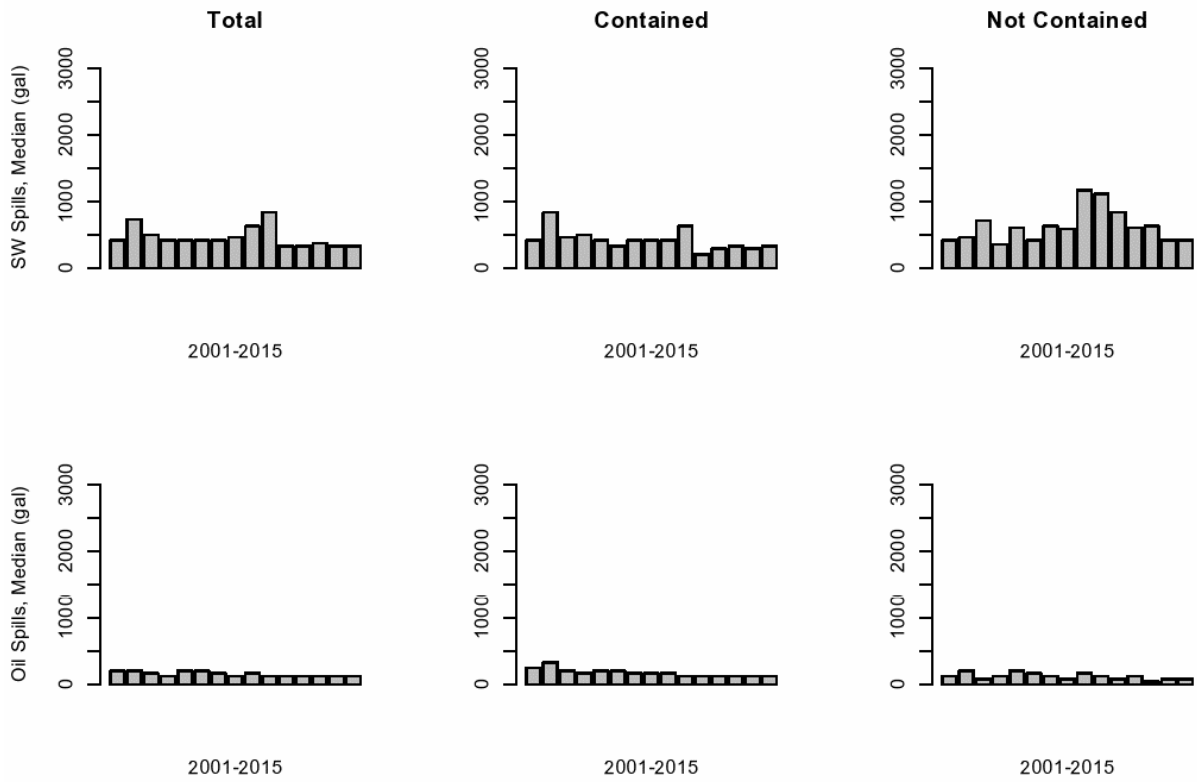 Total Contained Not Contained
SW Spills, Median (gal)
3000 3000 3000
2000 2000 2000
1000 1000 1000
0 0 0
2001-2015 2001-2015 2001-2015
Oil Spills, Median (gal)
3000 3000 3000
2000 2000 2000
1000 1000 1000
0 0 0
2001-2015 2001-2015 2001-2015